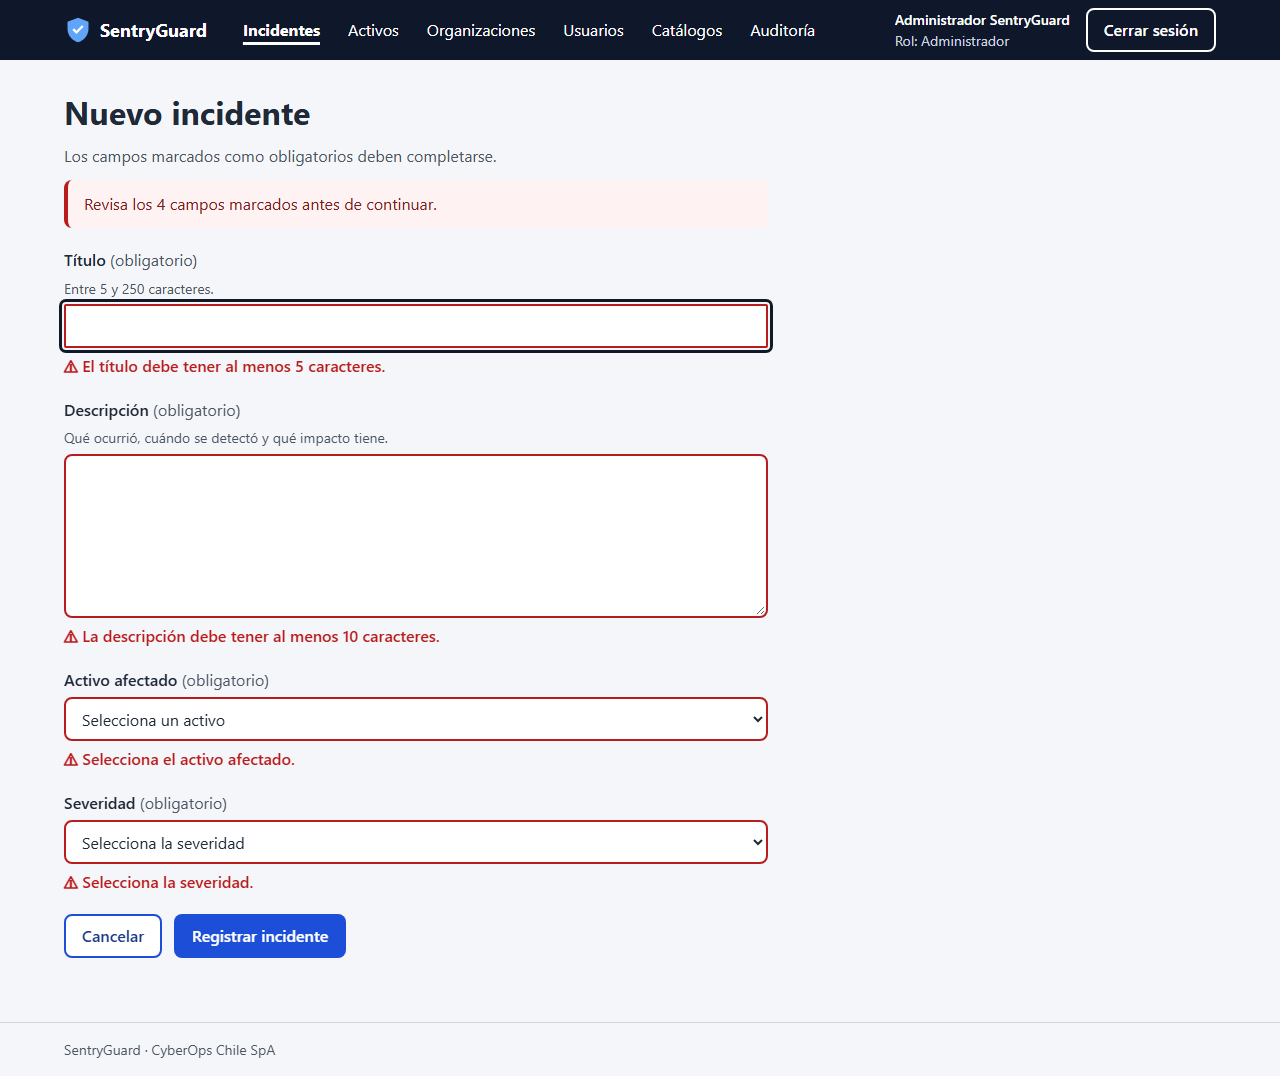 SentryGuard
Incidentes Activos Organizaciones Usuarios Catálogos Auditoría
Administrador SentryGuard
Rol: Administrador
Cerrar sesión
Nuevo incidente
Los campos marcados como obligatorios deben completarse.
Revisa los 4 campos marcados antes de continuar.
Título (obligatorio)
Entre 5 y 250 caracteres.
⚠ El título debe tener al menos 5 caracteres.
Descripción (obligatorio)
Qué ocurrió, cuándo se detectó y qué impacto tiene.
⚠ La descripción debe tener al menos 10 caracteres.
Activo afectado (obligatorio)
Selecciona un activo
⚠ Selecciona el activo afectado.
Severidad (obligatorio)
Selecciona la severidad
⚠ Selecciona la severidad.
Cancelar
Registrar incidente
SentryGuard · CyberOps Chile SpA